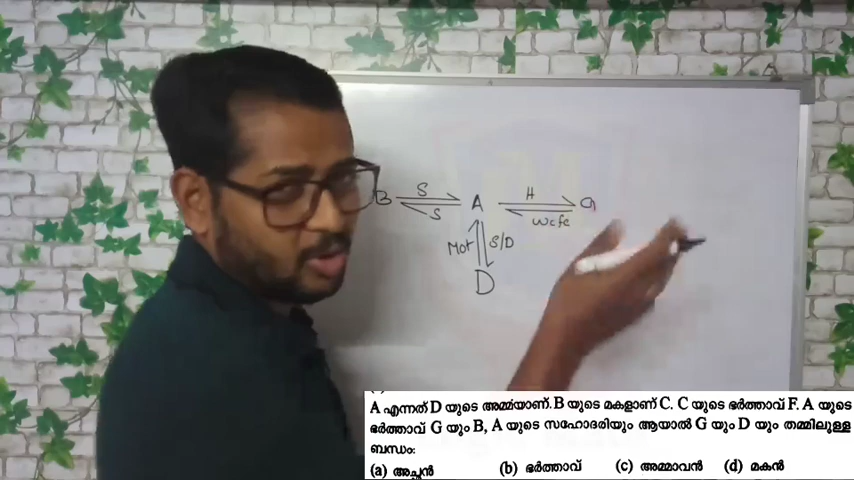 B S A H G
S wife
Mot S/D
D
A എന്നത് D യുടെ അമ്മയാണ്. B യുടെ മകളാണ് C. C യുടെ ഭർത്താവ് F. A യുടെ
ഭർത്താവ് G യും B, A യുടെ സഹോദരിയും ആയാൽ G യും D യും തമ്മിലുള്ള
ബന്ധം:
(a) അച്ഛൻ (b) ഭർത്താവ് (c) അമ്മാവൻ (d) മകൻ